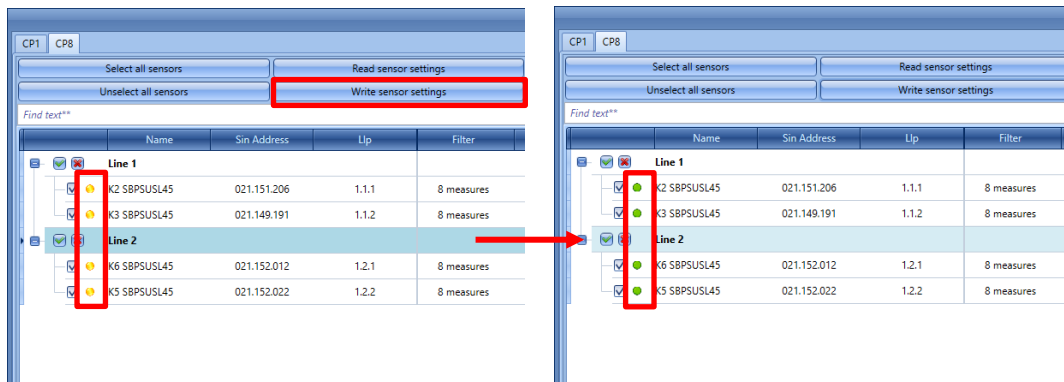 CP1 CP8
Select all sensors Read sensor settings
Unselect all sensors Write sensor settings
Find text**
Name Sin Address Llp Filter
Line 1
K2 SBPSUSL45 021.151.206 1.1.1 8 measures
K3 SBPSUSL45 021.149.191 1.1.2 8 measures
Line 2
K6 SBPSUSL45 021.152.012 1.2.1 8 measures
K5 SBPSUSL45 021.152.022 1.2.2 8 measures
CP1 CP8
Select all sensors Read sensor settings
Unselect all sensors Write sensor settings
Find text**
Name Sin Address Llp Filter
Line 1
K2 SBPSUSL45 021.151.206 1.1.1 8 measures
K3 SBPSUSL45 021.149.191 1.1.2 8 measures
Line 2
K6 SBPSUSL45 021.152.012 1.2.1 8 measures
K5 SBPSUSL45 021.152.022 1.2.2 8 measures